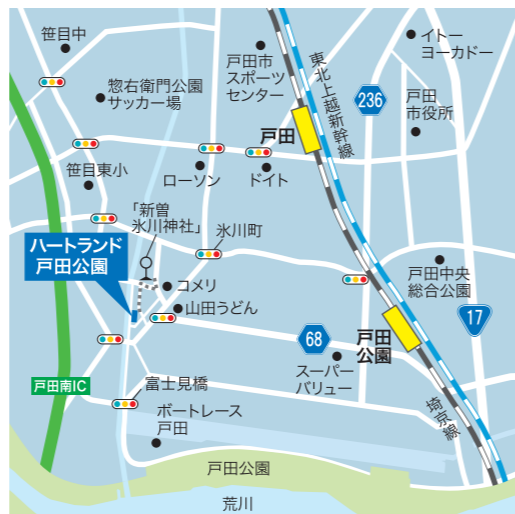 笹目中
イトー
ヨーカドー
戸田市
スポーツ
センター
東北上越新幹線
惣右衛門公園
サッカー場
236
戸田
市役所
戸田
笹目東小
ローソン
ドイト
「新曽
氷川神社」
氷川町
ハートランド
戸田公園
コメリ
戸田中央
総合公園
山田うどん
17
戸田
公園
68
スーパー
バリュー
戸田南IC
富士見橋
埼京線
ボートレース
戸田
戸田公園
荒川